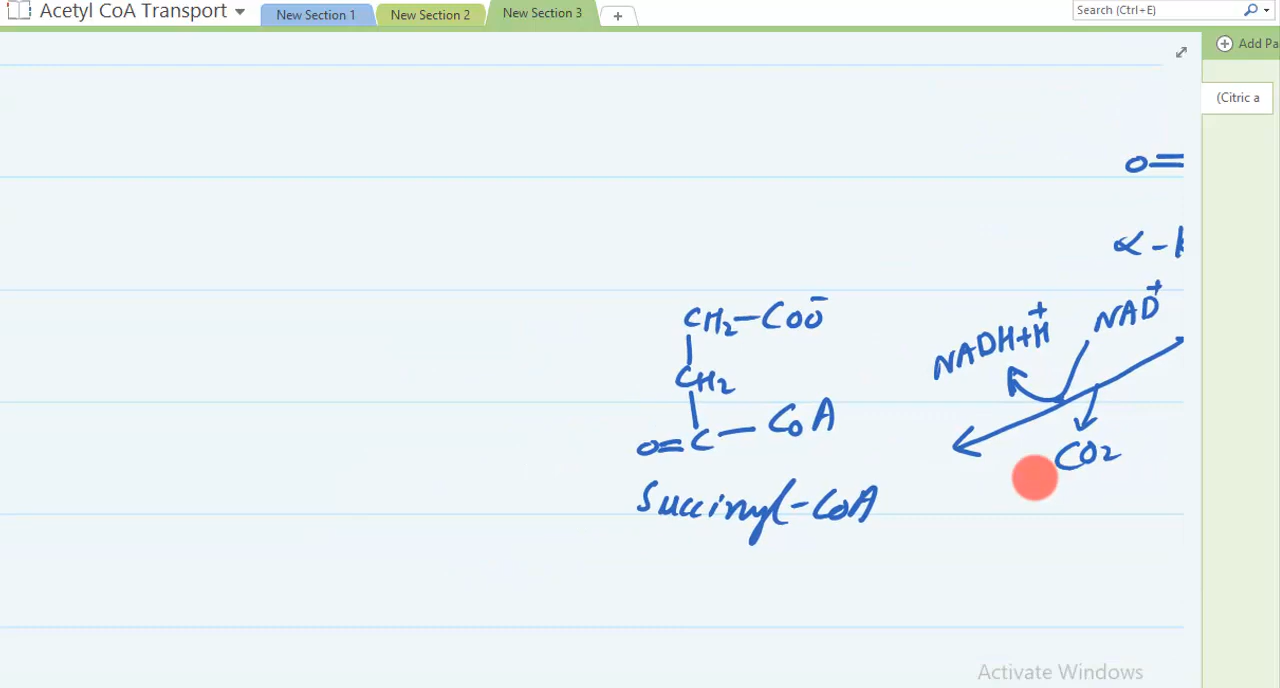 Acetyl CoA Transport
New Section 1
New Section 2
New Section 3
+
Search (Ctrl+E)
Add Pa
(Citric a
O=
α-
NAD⁺
NADH+H⁺
CO₂
CH₂-COO⁻
CH₂
O=C-CoA
Succinyl-CoA
Activate Windows